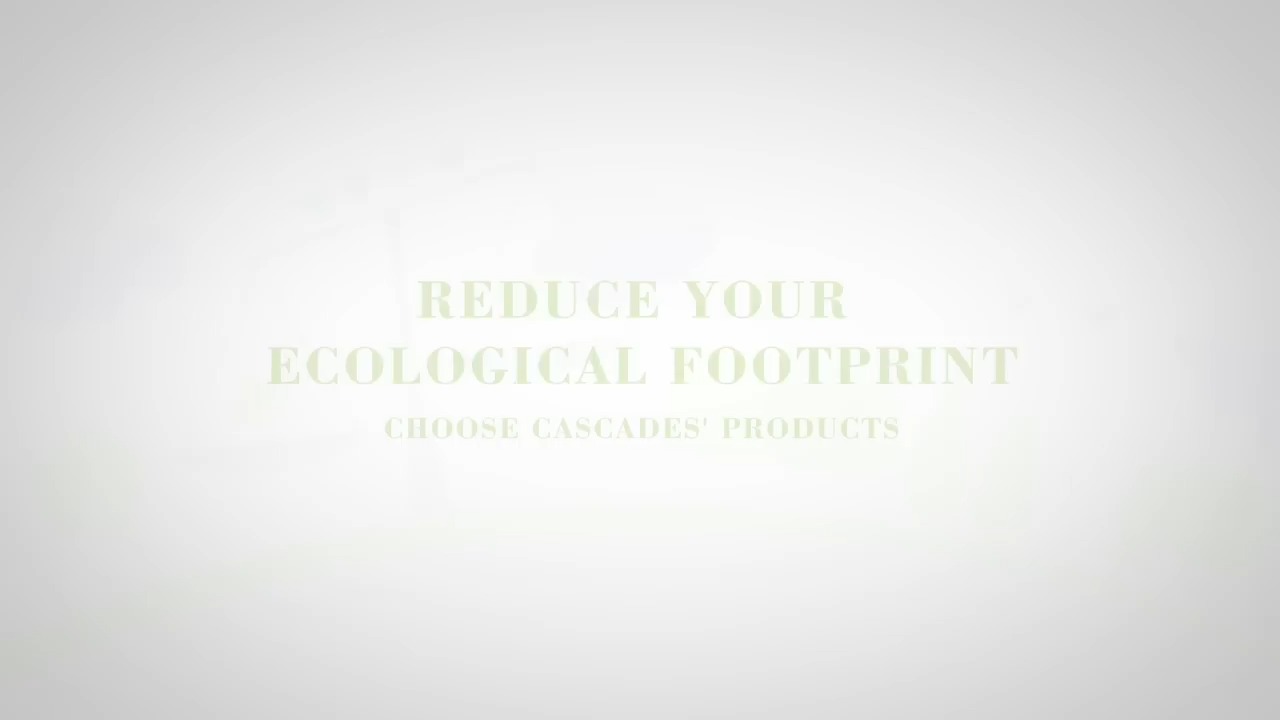 REDUCE YOUR
ECOLOGICAL FOOTPRINT
CHOOSE CASCADES' PRODUCTS